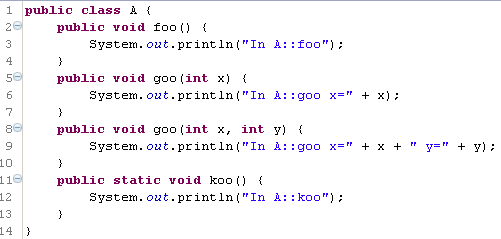 1 public class A {
2 public void foo() {
3 System.out.println("In A::foo");
4 }
5 public void goo(int x) {
6 System.out.println("In A::goo x=" + x);
7 }
8 public void goo(int x, int y) {
9 System.out.println("In A::goo x=" + x + " y=" + y);
10 }
11 public static void koo() {
12 System.out.println("In A::koo");
13 }
14 }